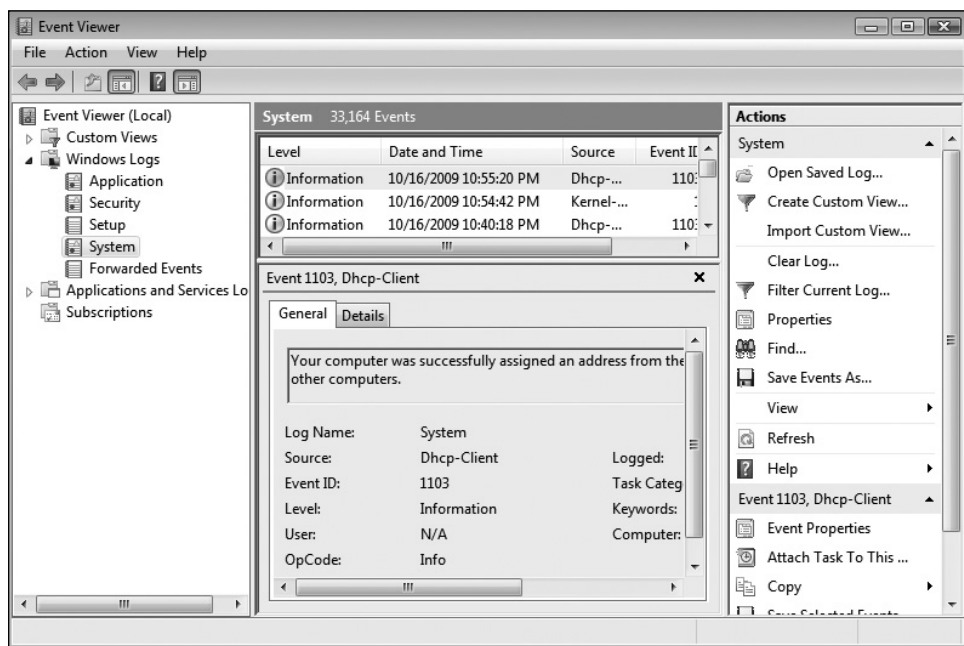 Event Viewer
File Action View Help
Event Viewer (Local)
Custom Views
Windows Logs
Application
Security
Setup
System
Forwarded Events
Applications and Services Lo
Subscriptions
System 33,164 Events
Level Date and Time Source Event ID
Information 10/16/2009 10:55:20 PM Dhcp-... 110
Information 10/16/2009 10:54:42 PM Kernel-...
Information 10/16/2009 10:40:18 PM Dhcp-... 110
Event 1103, Dhcp-Client
General Details
Your computer was successfully assigned an address from the
other computers.
Log Name: System
Source: Dhcp-Client Logged:
Event ID: 1103 Task Categ
Level: Information Keywords:
User: N/A Computer:
OpCode: Info
Actions
System
Open Saved Log...
Create Custom View...
Import Custom View...
Clear Log...
Filter Current Log...
Properties
Find...
Save Events As...
View
Refresh
Help
Event 1103, Dhcp-Client
Event Properties
Attach Task To This ...
Copy